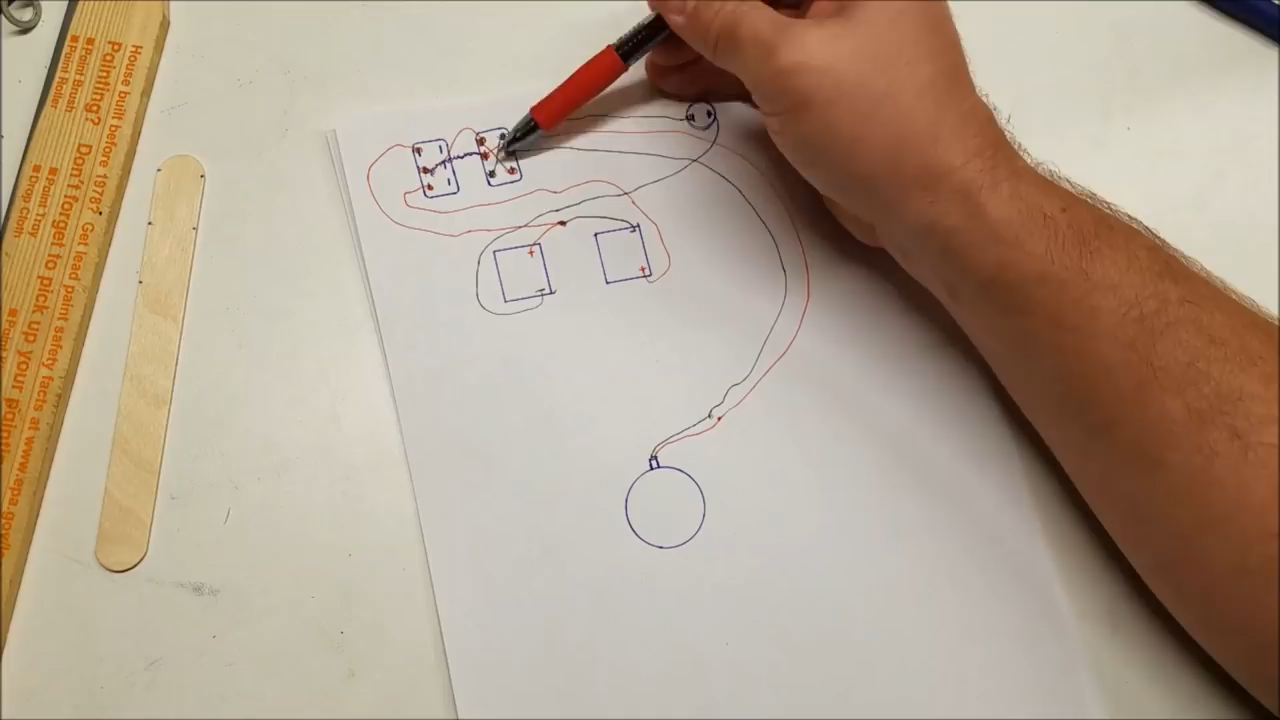 House built before 1978? Get lead paint safety facts at www.epa.gov/l
Painting? Don't forget to pick up your
■ Paint Brush ■ Paint Tray
■ Paint Roller ■ Drop Cloth
+ +